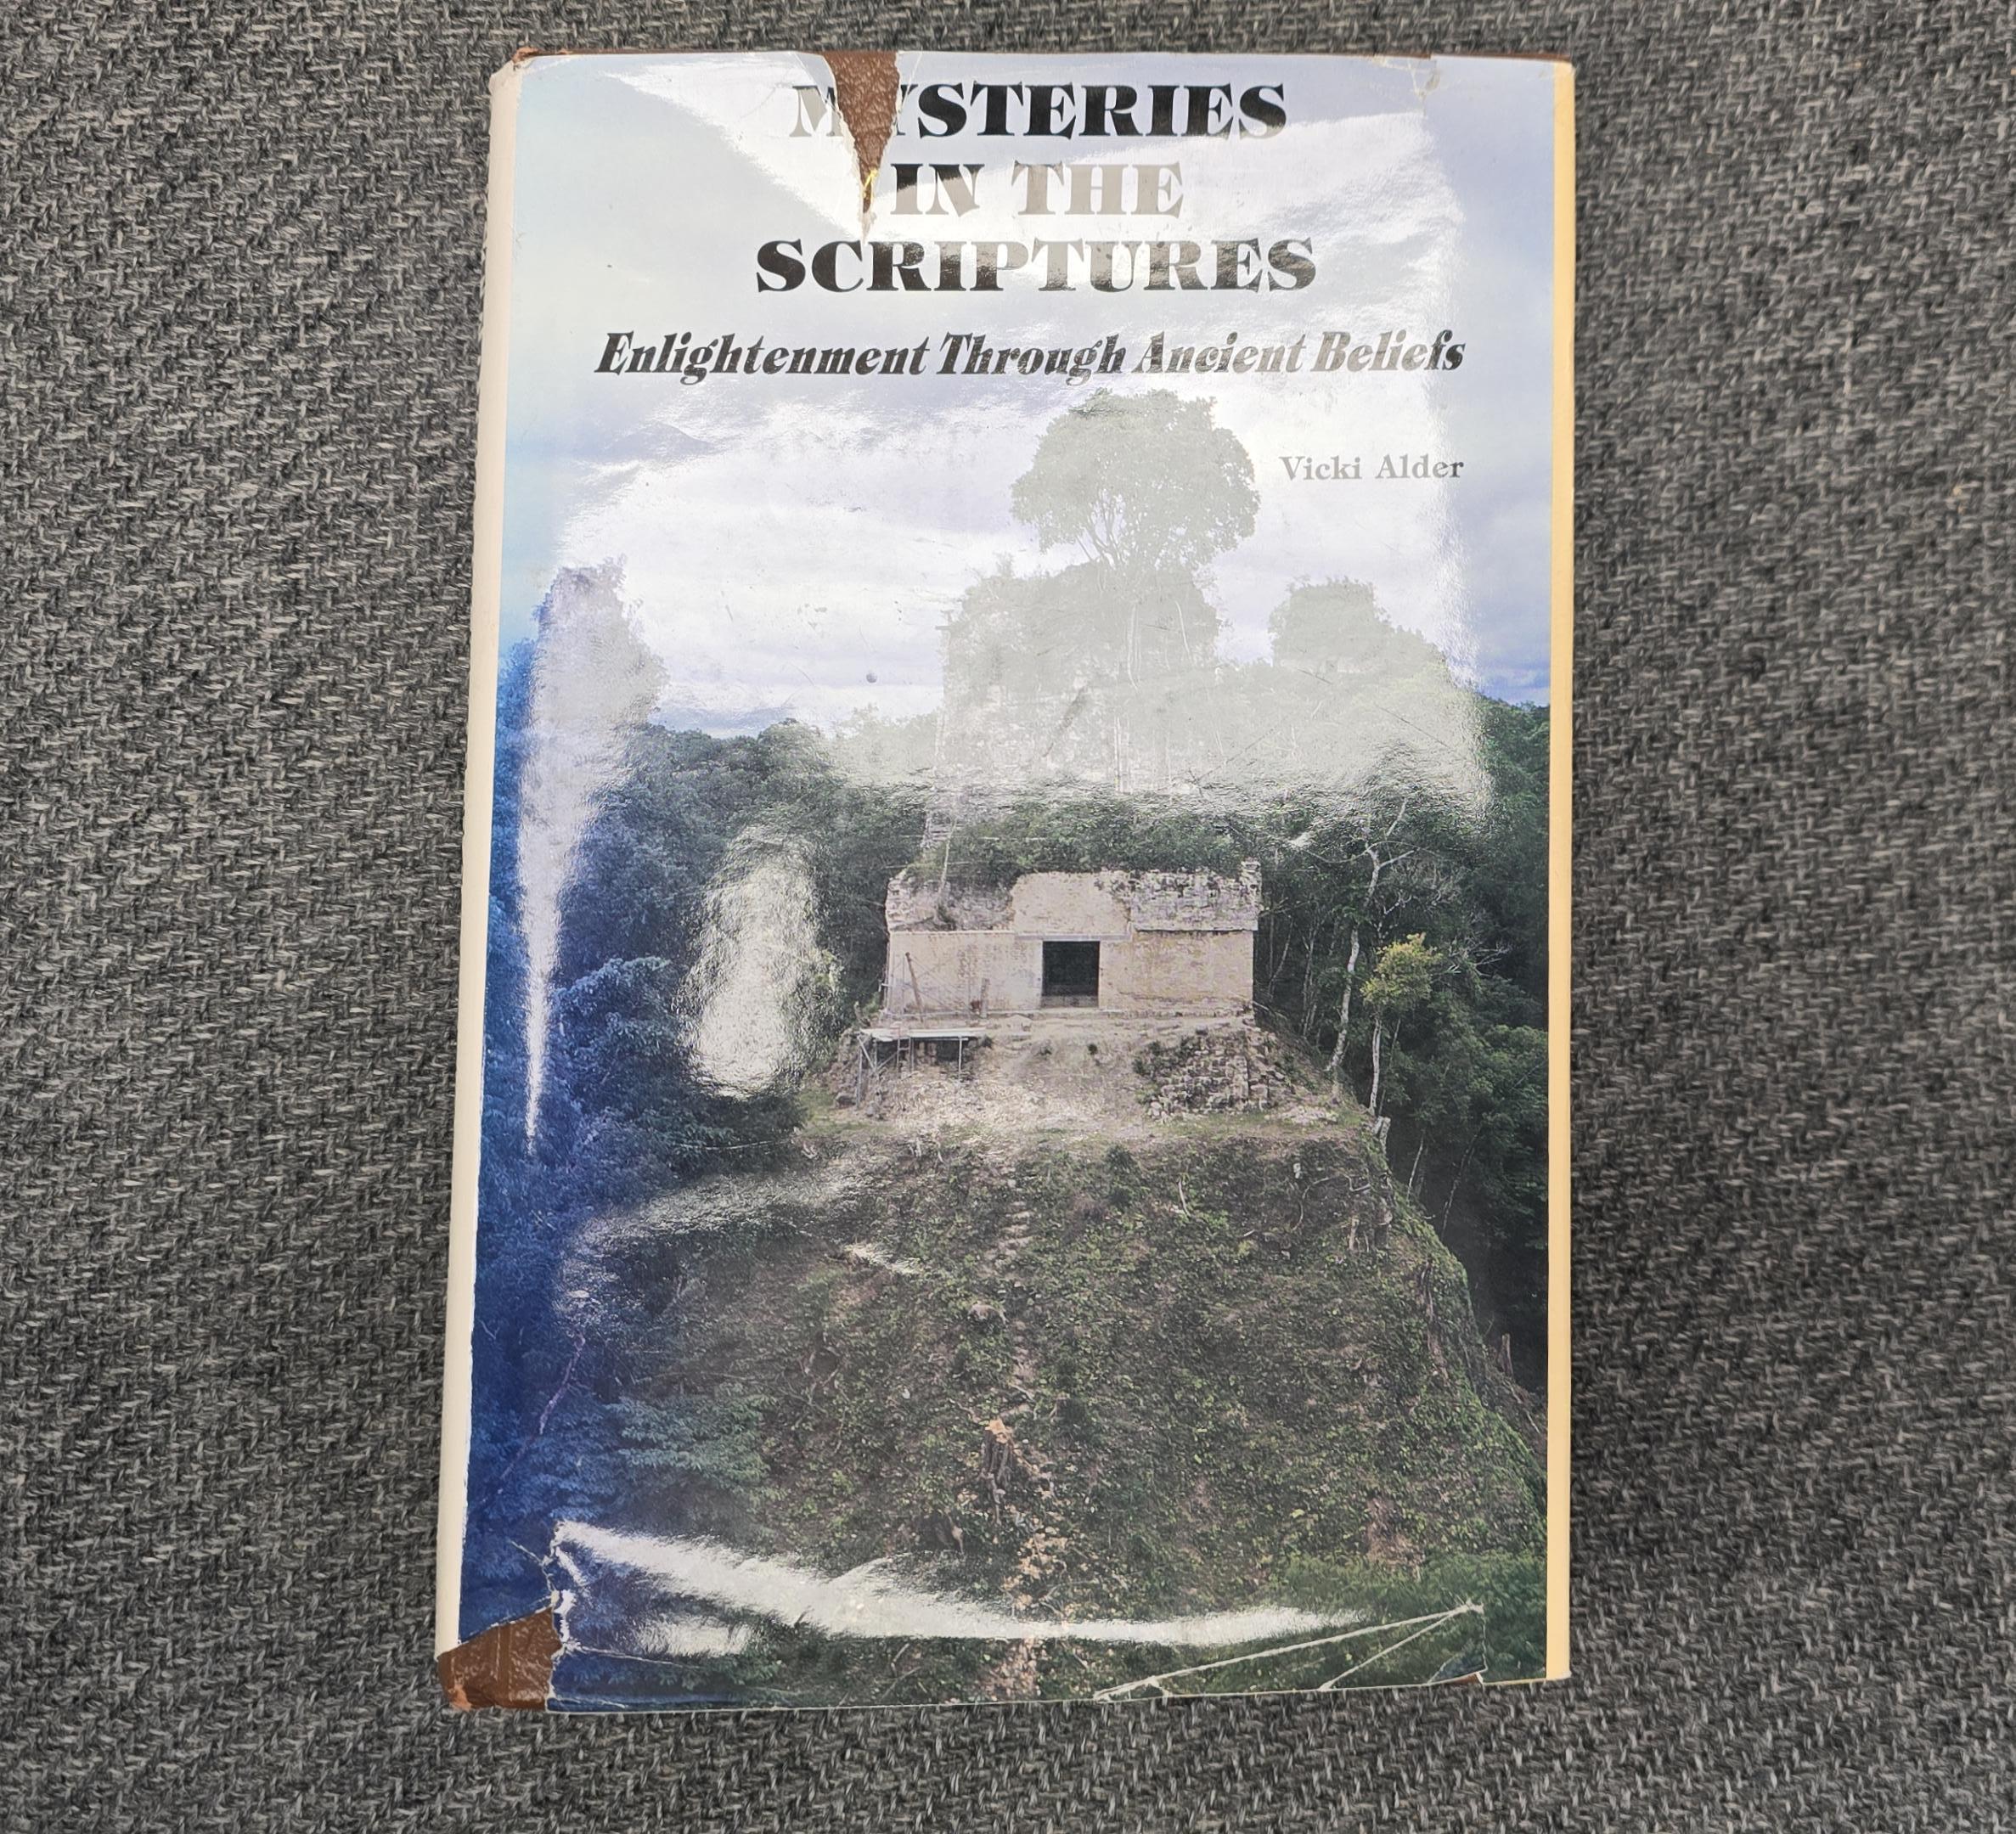 MYSTERIES
IN THE
SCRIPTURES
Enlightenment Through Ancient Beliefs
Vicki Alder